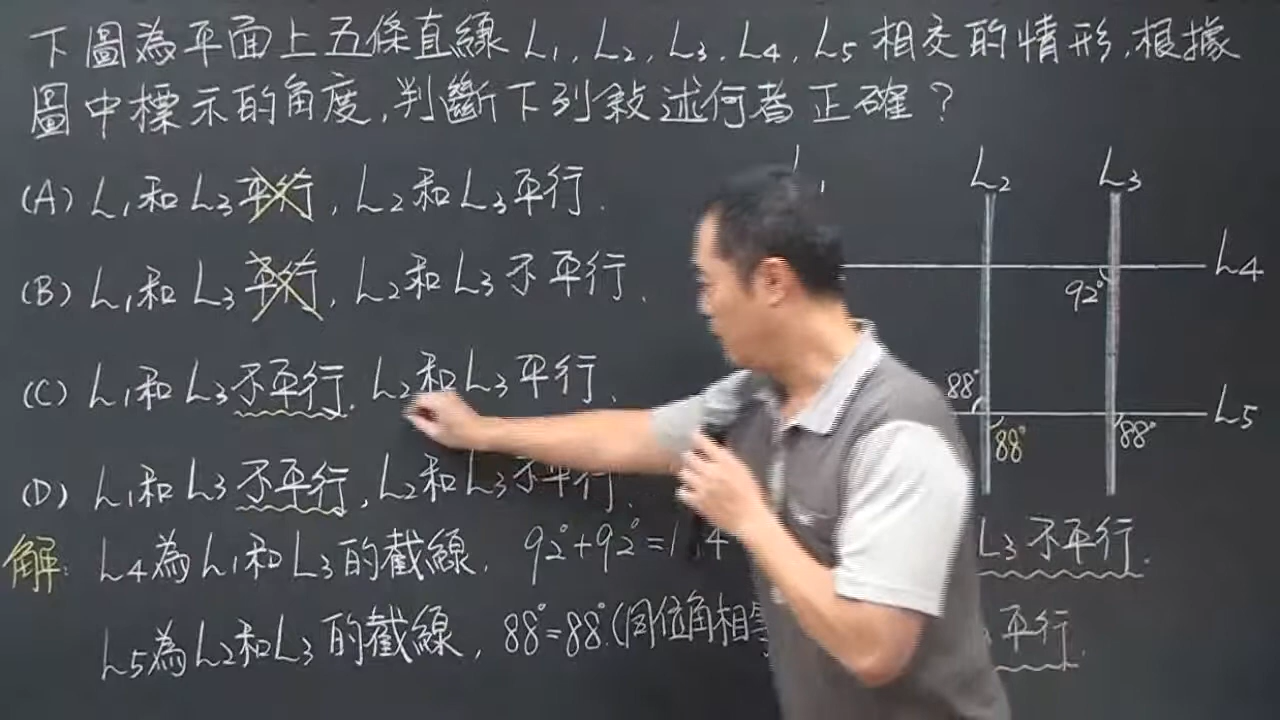 下圖為平面上五條直線L₁, L₂, L₃, L₄, L₅相交的情形,根據
圖中標示的角度,判斷下列敘述何者正確?
(A) L₁和L₃平行, L₂和L₃平行.
(B) L₁和L₃平行, L₂和L₃不平行.
(C) L₁和L₃不平行, L₂和L₃平行.
(D) L₁和L₃不平行, L₂和L₃不平行.
L₂ L₃
L₄
92°
88°
L₅
88° 88°
解: L₄為L₁和L₃的截線, 92°+92°=1 4 L₃不平行.
L₅為L₂和L₃的截線, 88°=88°.(同位角相等 3平行.